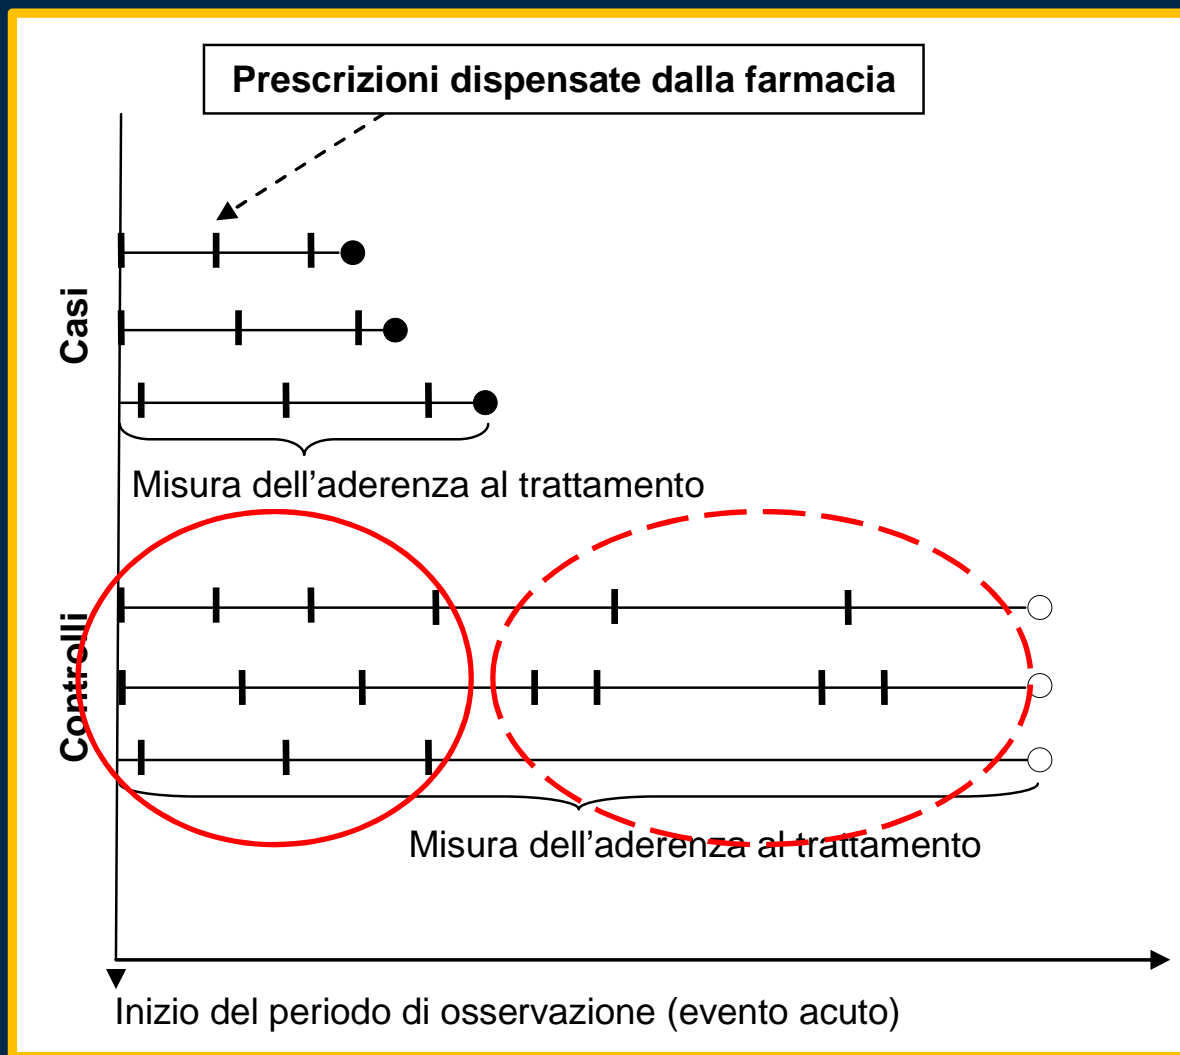 Prescrizioni dispensate dalla farmacia
Casi
Misura dell’aderenza al trattamento
Controlli
Misura dell’aderenza al trattamento
Inizio del periodo di osservazione (evento acuto)